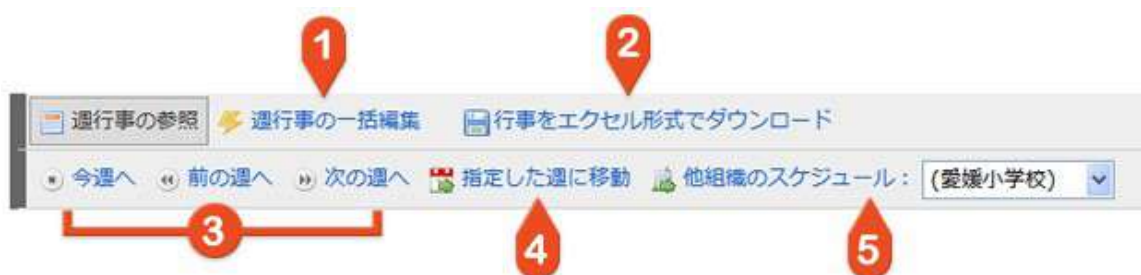 1 2
週行事の参照 週行事の一括編集 行事をエクセル形式でダウンロード
今週へ 前の週へ 次の週へ 指定した週に移動 他組織のスケジュール： (愛媛小学校)
3 4 5